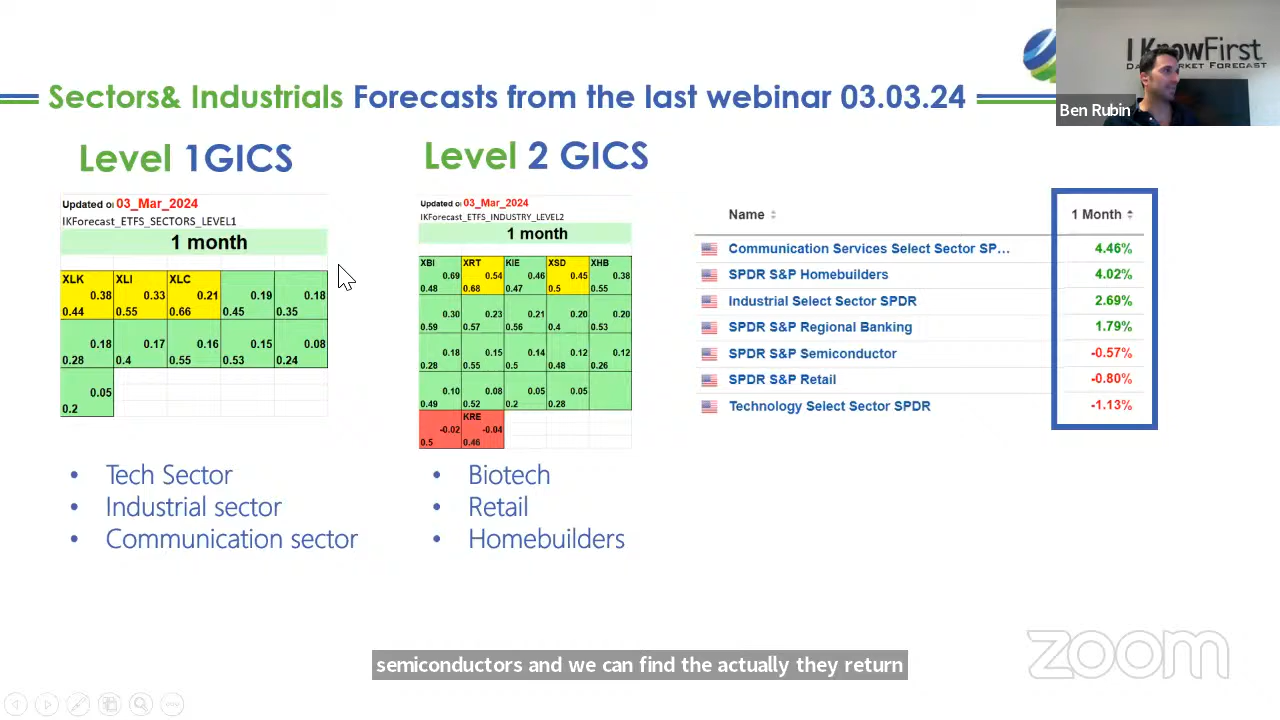 I KnowFirst
DAILY MARKET FORECAST
Ben Rubin
Sectors& Industrials Forecasts from the last webinar 03.03.24
Level 1GICS
Updated o 03_Mar_2024
IKForecast_ETFS_SECTORS_LEVEL1
1 month
XLK XLI XLC
0.38 0.33 0.21 0.19 0.18
0.44 0.55 0.66 0.45 0.35
0.18 0.17 0.16 0.15 0.08
0.28 0.4 0.55 0.53 0.24
0.05
0.2
• Tech Sector
• Industrial sector
• Communication sector
Level 2 GICS
Updated o 03_Mar_2024
IKForecast_ETFS_INDUSTRY_LEVEL2
1 month
XBI XRT KIE XSD XHB
0.69 0.54 0.46 0.45 0.38
0.48 0.68 0.47 0.5 0.55
0.30 0.23 0.21 0.20 0.20
0.59 0.57 0.56 0.4 0.53
0.18 0.15 0.14 0.12 0.12
0.28 0.55 0.5 0.48 0.26
0.10 0.08 0.05 0.05
0.49 0.52 0.2 0.28
KRE
-0.02 -0.04
0.5 0.46
• Biotech
• Retail
• Homebuilders
Name 1 Month
Communication Services Select Sector SP... 4.46%
SPDR S&P Homebuilders 4.02%
Industrial Select Sector SPDR 2.69%
SPDR S&P Regional Banking 1.79%
SPDR S&P Semiconductor -0.57%
SPDR S&P Retail -0.80%
Technology Select Sector SPDR -1.13%
zoom
semiconductors and we can find the actually they return